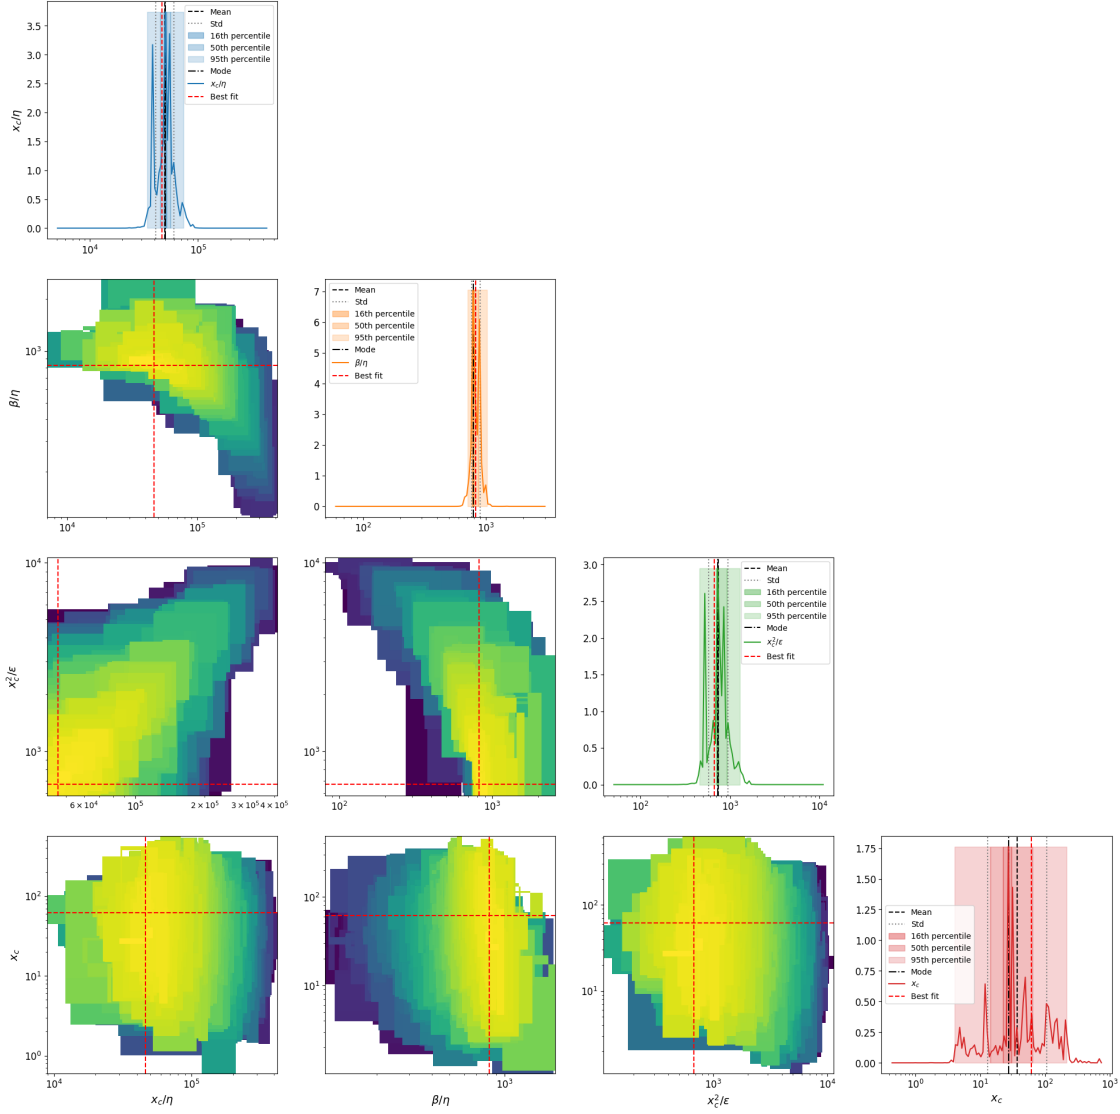 3.5
3.0
2.5
2.0
1.5
1.0
0.5
0.0
x_c/η
10^4
10^5
Mean
Std
16th percentile
50th percentile
95th percentile
Mode
x_c/η
Best fit
10^3
β/η
10^4
10^5
7
6
5
4
3
2
1
0
10^2
10^3
Mean
Std
16th percentile
50th percentile
95th percentile
Mode
β/η
Best fit
10^4
10^3
x_c^2/ε
6 × 10^4
10^5
2 × 10^5
3 × 10^5
4 × 10^5
10^2
10^3
3.0
2.5
2.0
1.5
1.0
0.5
0.0
10^2
10^3
10^4
Mean
Std
16th percentile
50th percentile
95th percentile
Mode
x_c^2/ε
Best fit
10^2
10^1
10^0
x_c
10^4
10^5
x_c/η
10^2
10^1
10^3
β/η
10^2
10^1
10^3
10^4
x_c^2/ε
1.75
1.50
1.25
1.00
0.75
0.50
0.25
0.00
10^0
10^1
10^2
10^3
x_c
Mean
Std
16th percentile
50th percentile
95th percentile
Mode
x_c
Best fit